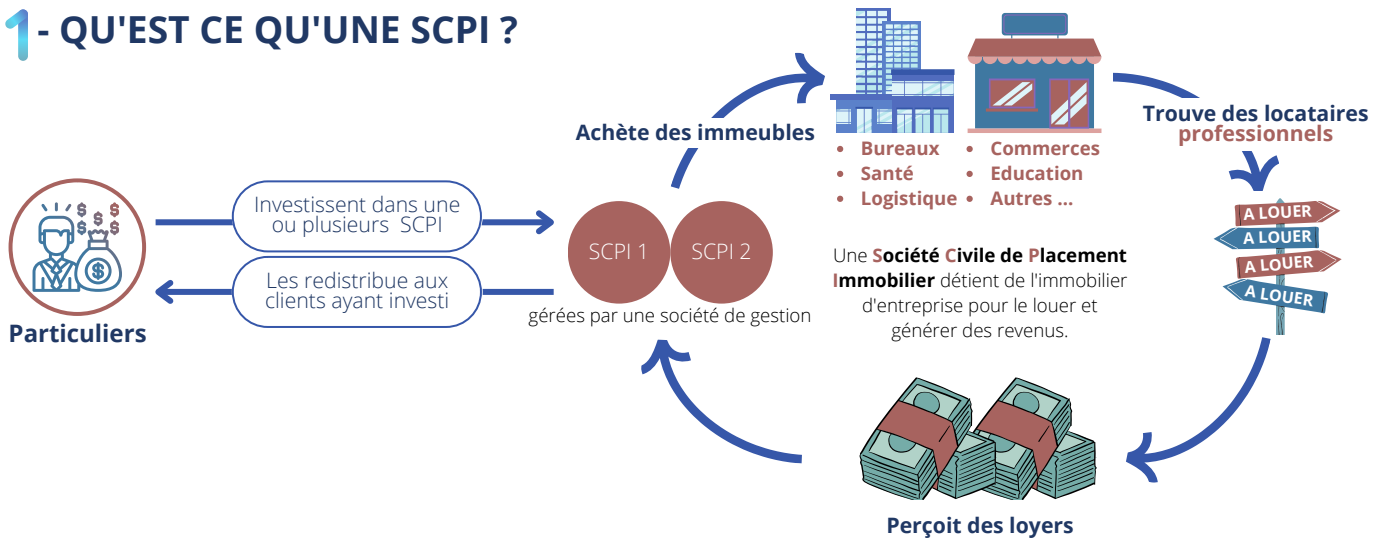 1 - QU'EST CE QU'UNE SCPI ?
Achète des immeubles
• Bureaux
• Santé
• Logistique
• Commerces
• Education
• Autres ...
Trouve des locataires
professionnels
A LOUER
A LOUER
A LOUER
A LOUER
Investissent dans une
ou plusieurs SCPI
Les redistribue aux
clients ayant investi
Particuliers
SCPI 1
SCPI 2
gérées par une société de gestion
Une Société Civile de Placement
Immobilier détient de l'immobilier
d'entreprise pour le louer et
générer des revenus.
Perçoit des loyers